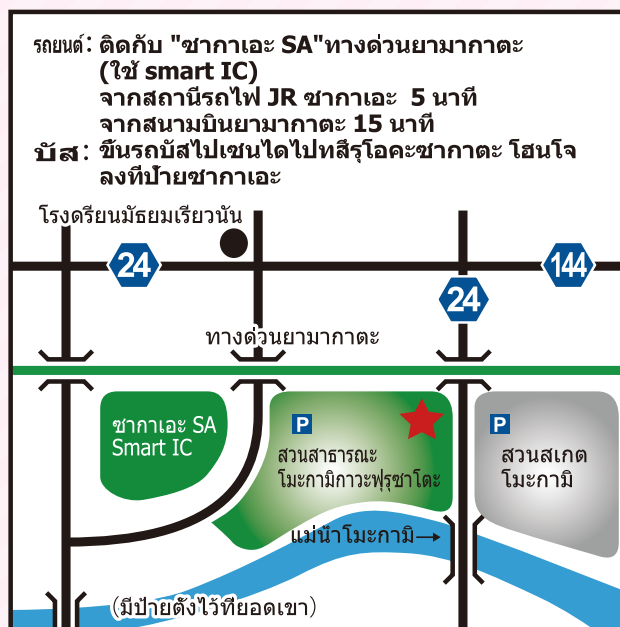 รถยนต์: ติดกับ "ซากาเอะ SA"ทางด่วนยามากาตะ
(ใช้ smart IC)
จากสถานีรถไฟ JR ซากาเอะ 5 นาที
จากสนามบินยามากาตะ 15 นาที
บัส: ขึ้นรถบัสไปเซนไดไปทสึรุโอคะซากาตะ โฮนโจ
ลงที่ป้ายซากาเอะ
โรงดรียนมัธยมเรียวนัน
24
144
24
ทางด่วนยามากาตะ
ซากาเอะ SA
Smart IC
P
สวนสาธารณะ
โมะกามิกาวะฟุรุซาโตะ
P
สวนสเกต
โมะกามิ
แม่น้ำโมะกามิ→
(มีป้ายตั้งไว้ที่ยอดเขา)